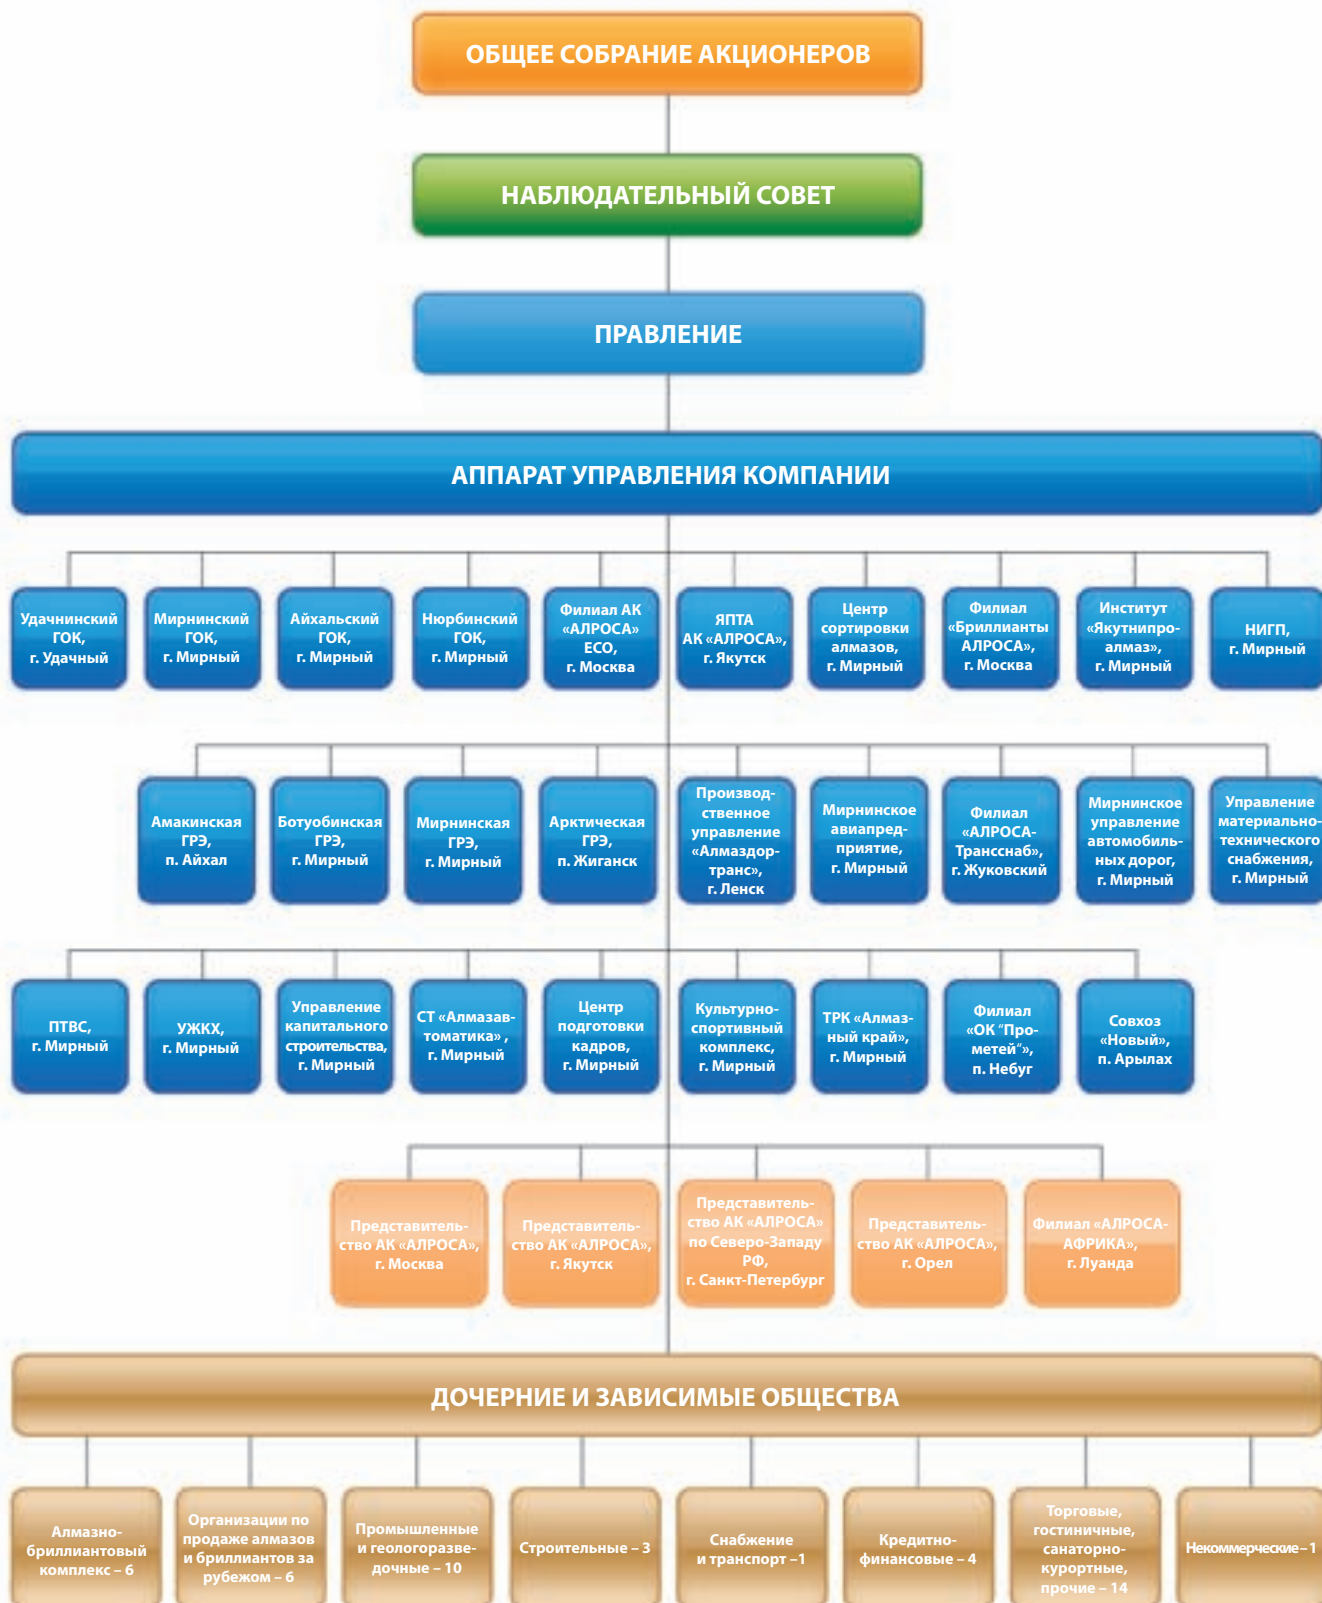 ОБЩЕЕ СОБРАНИЕ АКЦИОНЕРОВ
НАБЛЮДАТЕЛЬНЫЙ СОВЕТ
ПРАВЛЕНИЕ
АППАРАТ УПРАВЛЕНИЯ КОМПАНИИ
Удачнинский
ГОК,
г. Удачный
Мирнинский
ГОК,
г. Мирный
Айхальский
ГОК,
г. Мирный
Нюрбинский
ГОК,
г. Мирный
Филиал АК
«АЛРОСА»
ЕСО,
г. Москва
ЯПТА
АК «АЛРОСА»,
г. Якутск
Центр
сортировки
алмазов,
г. Мирный
Филиал
«Бриллианты
АЛРОСА»,
г. Москва
Институт
«Якутнипро-
алмаз»,
г. Мирный
НИГП,
г. Мирный
Амакинская
ГРЭ,
п. Айхал
Ботуобинская
ГРЭ,
г. Мирный
Мирнинская
ГРЭ,
г. Мирный
Арктическая
ГРЭ,
п. Жиганск
Производ-
ственное
управление
«Алмаздор-
транс»,
г. Ленск
Мирнинское
авиапред-
приятие,
г. Мирный
Филиал
«АЛРОСА-
Трансснаб»,
г. Жуковский
Мирнинское
управление
автомобиль-
ных дорог,
г. Мирный
Управление
материально-
технического
снабжения,
г. Мирный
ПТВС,
г. Мирный
УЖКХ,
г. Мирный
Управление
капитального
строительства,
г. Мирный
СТ «Алмазав-
томатика» ,
г. Мирный
Центр
подготовки
кадров,
г. Мирный
Культурно-
спортивный
комплекс,
г. Мирный
ТРК «Алмаз-
ный край»,
г. Мирный
Филиал
«ОК “Про-
метей“»,
п. Небуг
Совхоз
«Новый»,
п. Арылах
Представитель-
ство АК «АЛРОСА»,
г. Москва
Представитель-
ство АК «АЛРОСА»,
г. Якутск
Представитель-
ство АК «АЛРОСА»
по Северо-Западу
РФ,
г. Санкт-Петербург
Представитель-
ство АК «АЛРОСА»,
г. Орел
Филиал «АЛРОСА-
АФРИКА»,
г. Луанда
ДОЧЕРНИЕ И ЗАВИСИМЫЕ ОБЩЕСТВА
Алмазно-
бриллиантовый
комплекс – 6
Организации по
продаже алмазов
и бриллиантов за
рубежом – 6
Промышленные
и геологоразве-
дочные – 10
Строительные – 3
Снабжение
и транспорт –1
Кредитно-
финансовые – 4
Торговые,
гостиничные,
санаторно-
курортные,
прочие – 14
Некоммерческие – 1